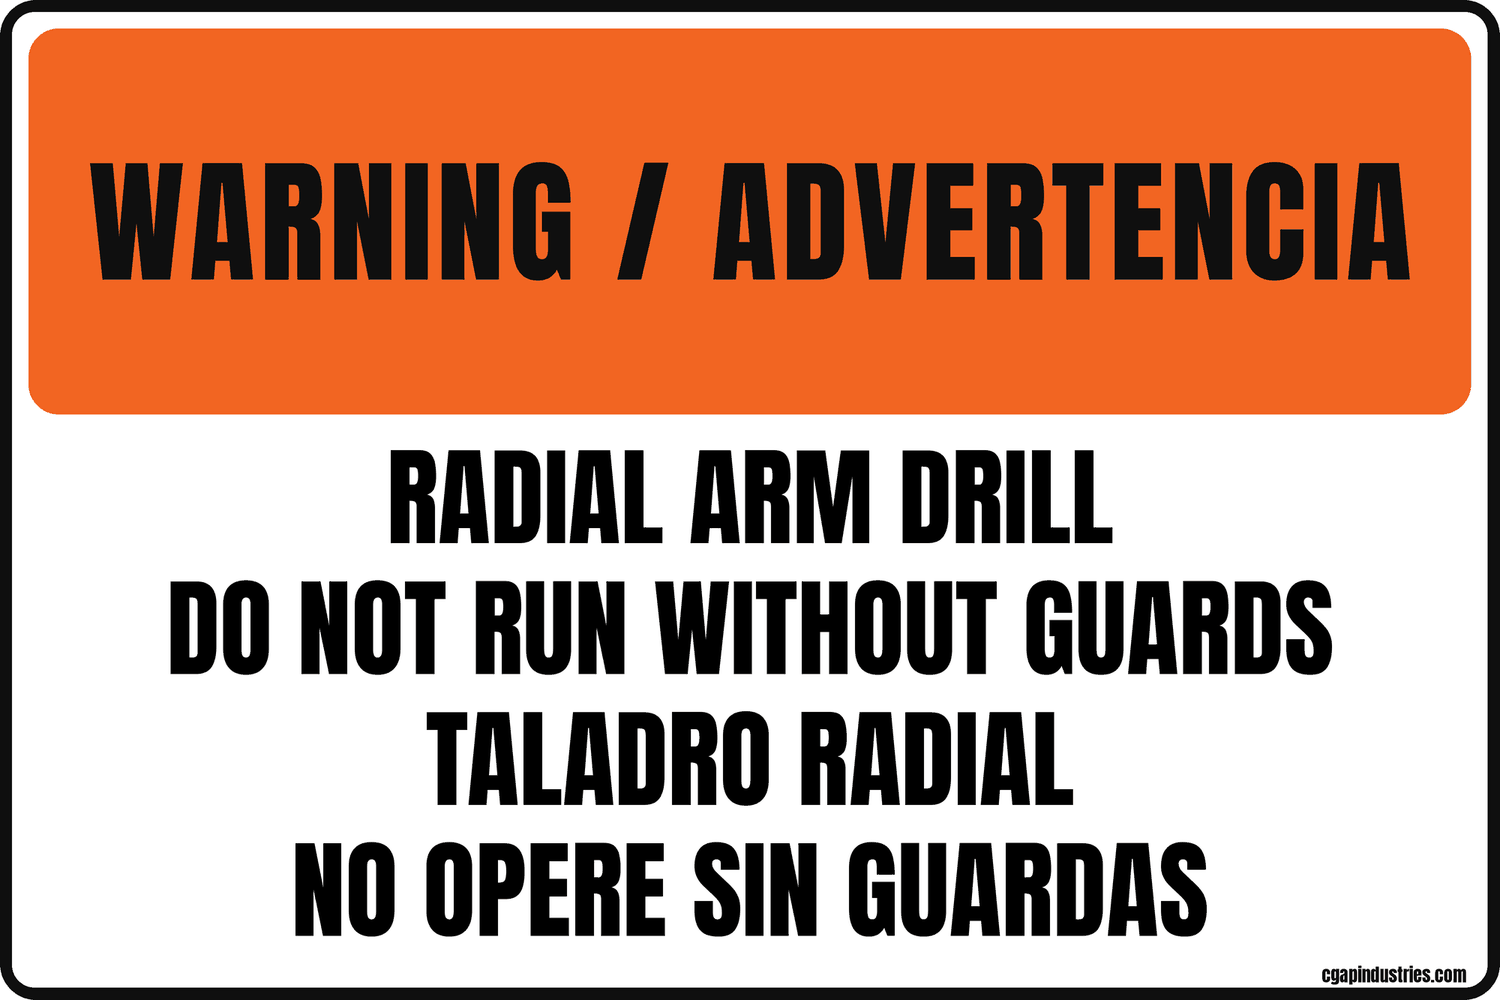 WARNING / ADVERTENCIA
RADIAL ARM DRILL
DO NOT RUN WITHOUT GUARDS
TALADRO RADIAL
NO OPERE SIN GUARDAS
cgapindustries.com